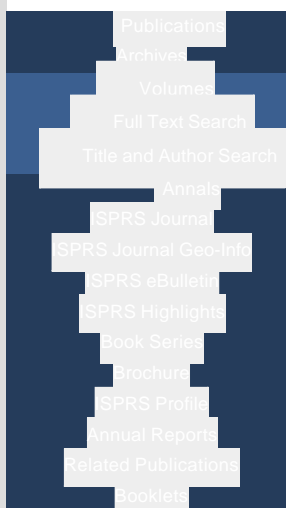 Publications
Archives
Volumes
Full Text Search
Title and Author Search
Annals
ISPRS Journal
ISPRS Journal Geo-Info
ISPRS eBulletin
ISPRS Highlights
Book Series
Brochure
ISPRS Profile
Annual Reports
Related Publications
Booklets